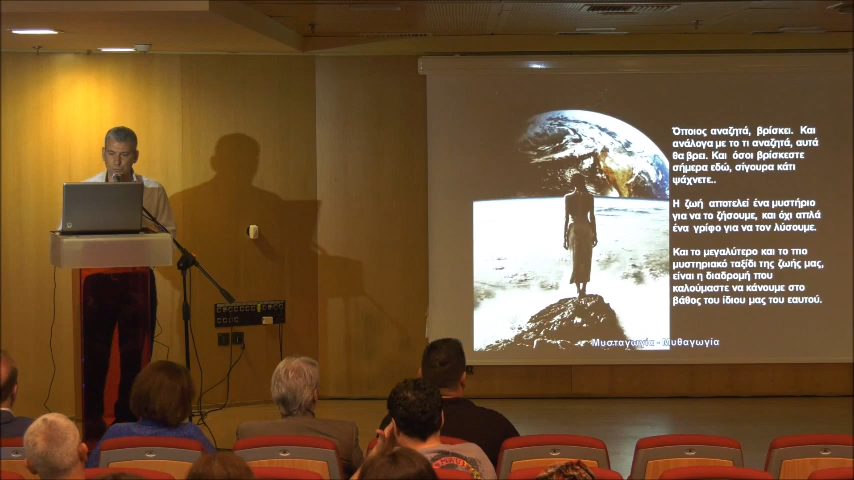 Όποιος αναζητά, βρίσκει. Και
ανάλογα με το τι αναζητά, αυτά
θα βρει. Και όσοι βρίσκεστε
σήμερα εδώ, σίγουρα κάτι
ψάχνετε..
Η ζωή αποτελεί ένα μυστήριο
για να το ζήσουμε, και όχι απλά
ένα γρίφο για να τον λύσουμε.
Και το μεγαλύτερο και το πιο
μυστηριακό ταξίδι της ζωής μας,
είναι η διαδρομή που
καλούμαστε να κάνουμε στο
βάθος του ίδιου μας του εαυτού.
Μυσταγωγία - Μυθαγωγία